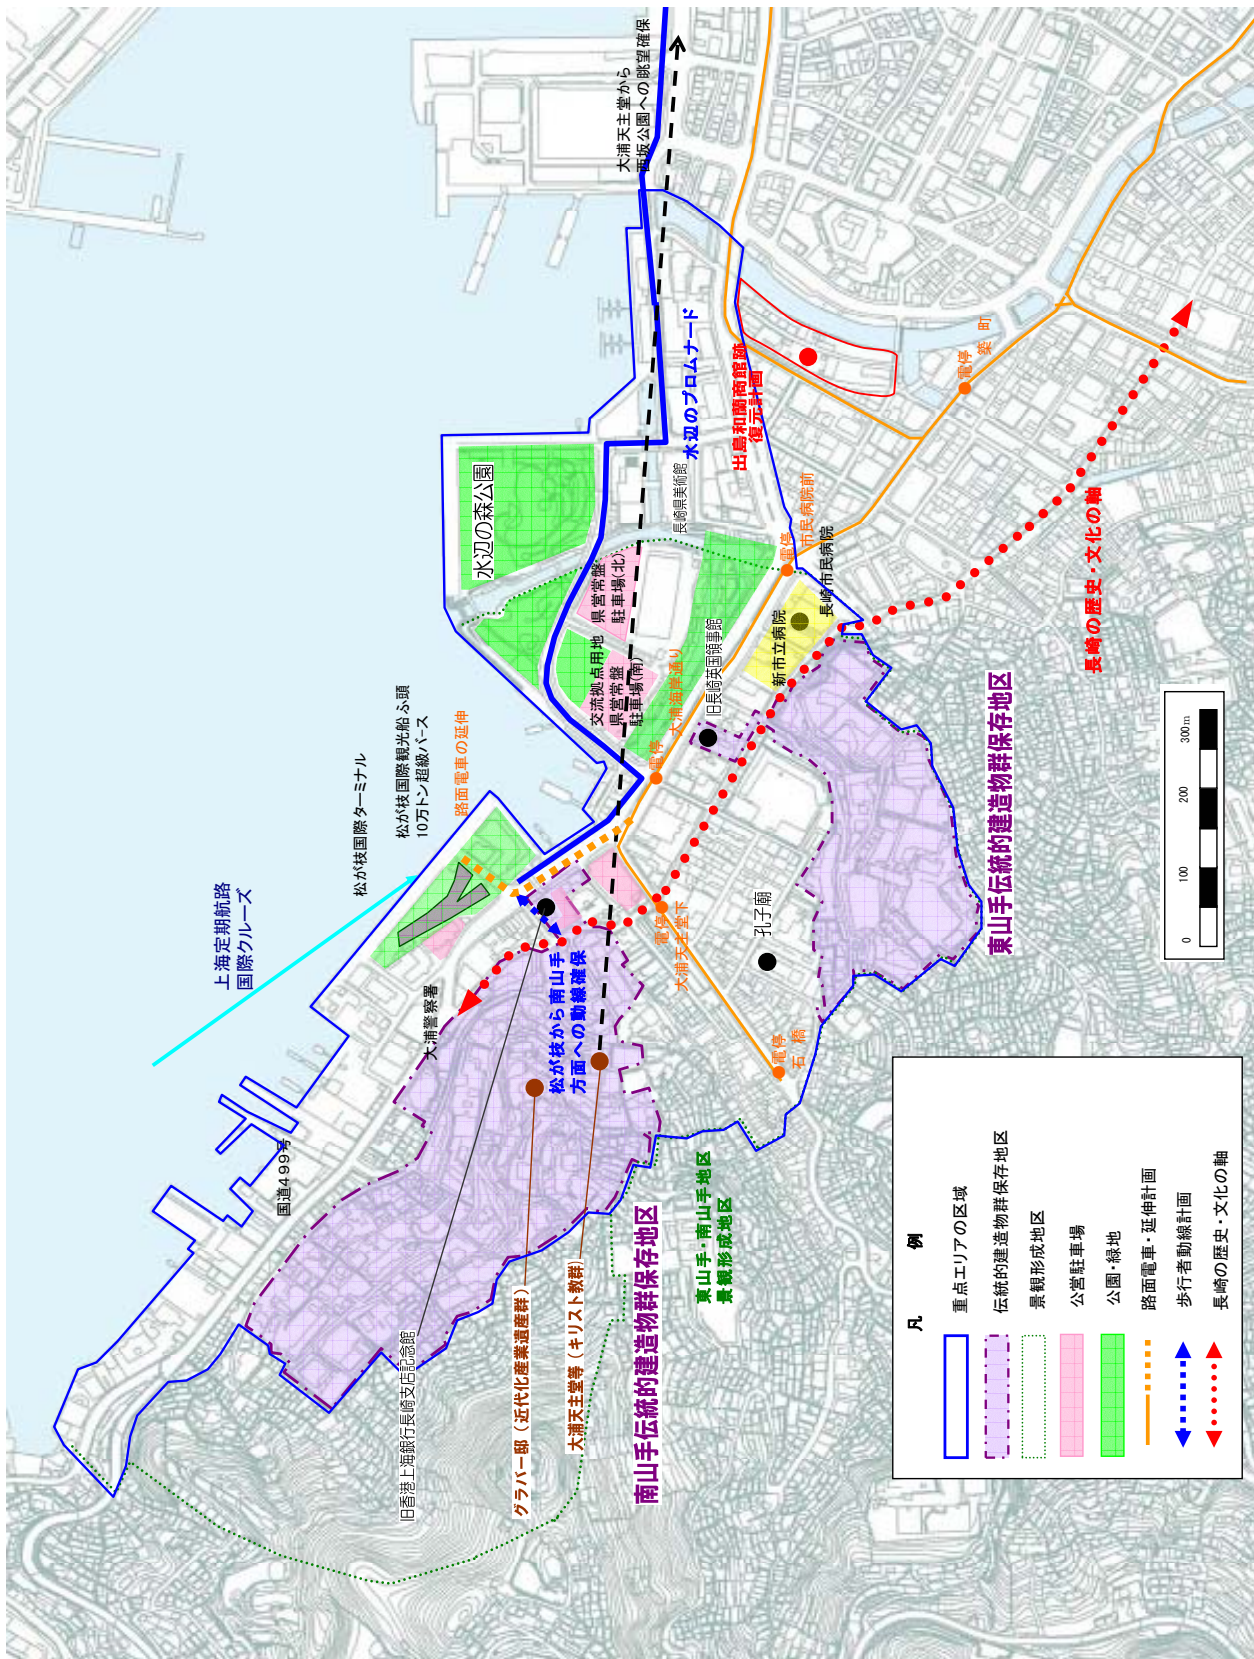 上海定期航路
国際クルーズ
松が枝国際ターミナル
松が枝国際観光船ふ頭
10万トン超級バース
路面電車の延伸
大浦天主堂から
西坂公園への眺望確保
水辺の森公園
県営常盤
駐車場(北)
交流拠点用地
県営常盤
駐車場(南)
長崎県美術館
水辺のプロムナード
出島和蘭商館跡
復元計画
電停
築町
電停
市民病院前
長崎市民病院
新市立病院
旧長崎英国領事館
電停
大浦海岸通り
長崎の歴史・文化の軸
大浦警察署
国道499号
松が枝から南山手
方面への動線確保
電停
大浦天主堂下
孔子廟
電停
石橋
東山手伝統的建造物群保存地区
南山手伝統的建造物群保存地区
東山手・南山手地区
景観形成地区
旧香港上海銀行長崎支店記念館
グラバー邸（近代化産業遺産群）
大浦天主堂等（キリスト教群）
0 100 200 300m
凡例
重点エリアの区域
伝統的建造物群保存地区
景観形成地区
公営駐車場
公園・緑地
路面電車・延伸計画
歩行者動線計画
長崎の歴史・文化の軸